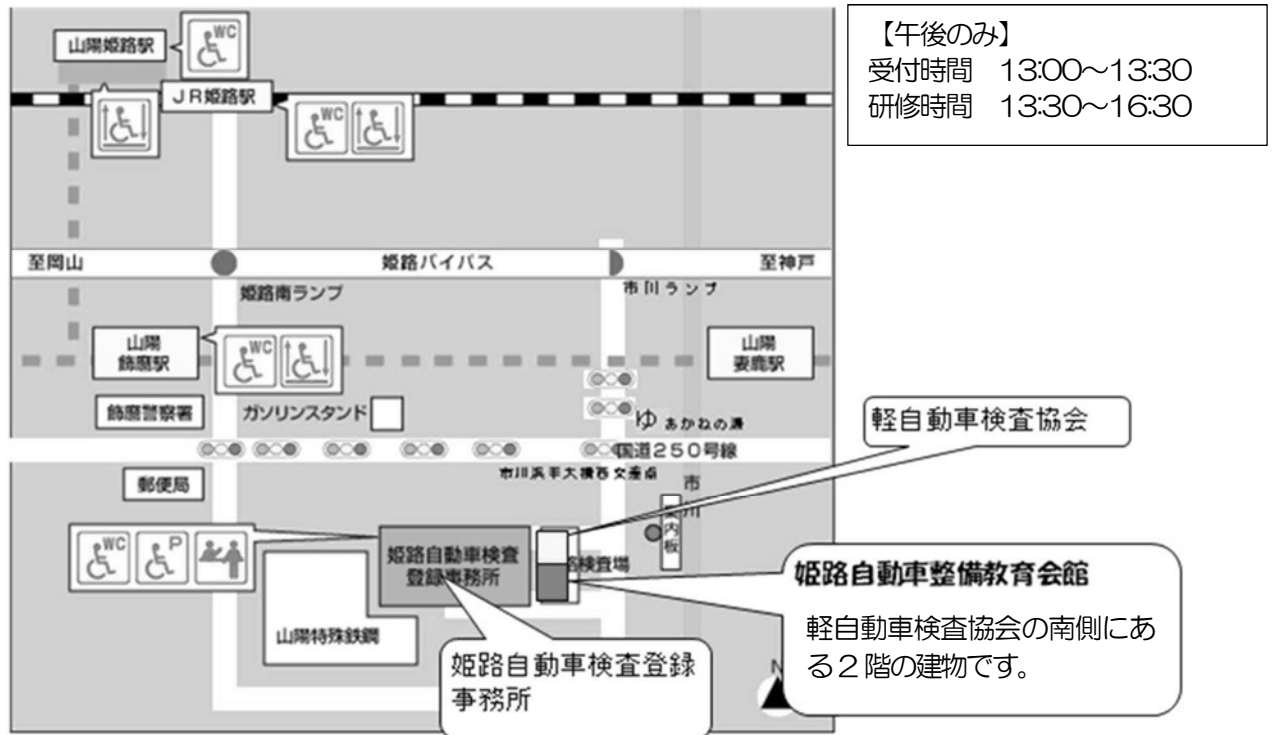 【午後のみ】
受付時間 13:00～13:30
研修時間 13:30～16:30
山陽姫路駅
WC
JR姫路駅
WC
至岡山
姫路バイパス
至神戸
姫路南ランプ
市川ランプ
山陽
飾磨駅
WC
山陽
妻鹿駅
飾磨警察署
ガソリンスタンド
ゆ あかねの湯
軽自動車検査協会
国道250号線
市川浜手大橋西交差点
郵便局
市川
案内板
WC
P
姫路自動車検査
登録事務所
検査場
山陽特殊鉄鋼
姫路自動車検査登録
事務所
姫路自動車整備教育会館
軽自動車検査協会の南側にあ
る2階の建物です。
N